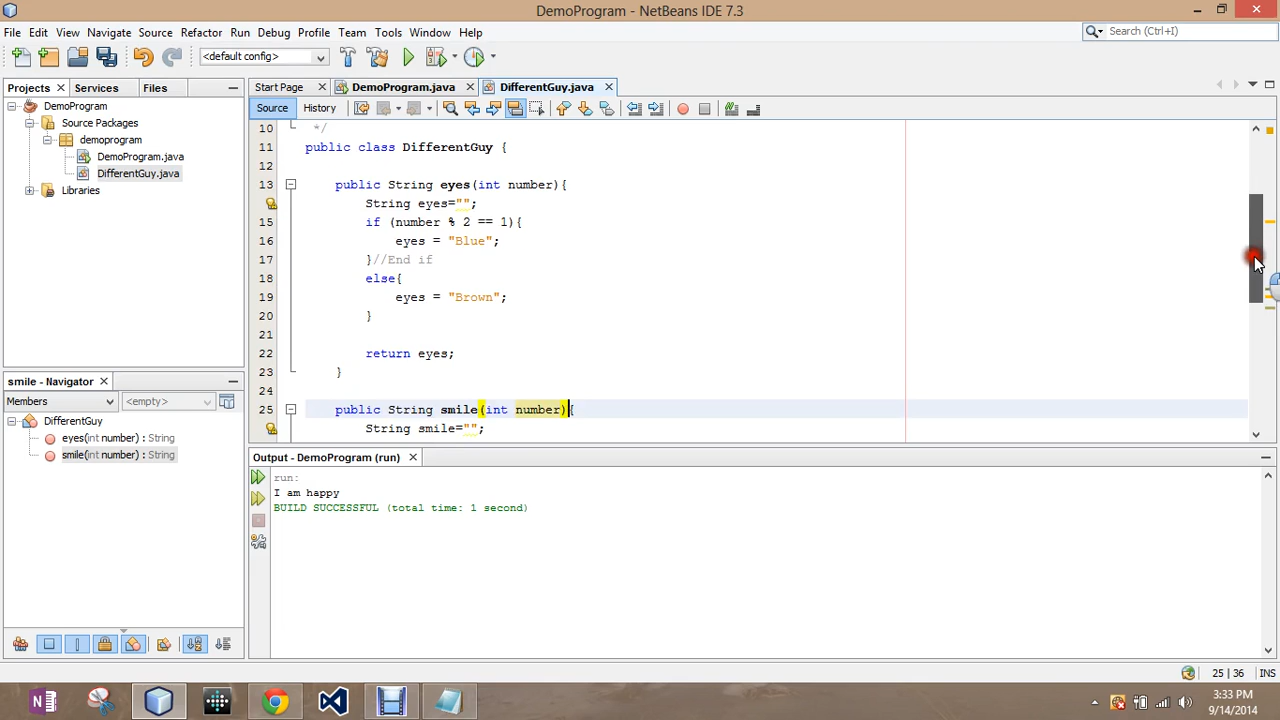 DemoProgram - NetBeans IDE 7.3
File Edit View Navigate Source Refactor Run Debug Profile Team Tools Window Help
Search (Ctrl+I)
<default config>
Projects Services Files
Start Page DemoProgram.java DifferentGuy.java
Source History
DemoProgram
Source Packages
demoprogram
DemoProgram.java
DifferentGuy.java
Libraries
10 */
11 public class DifferentGuy {
12
13 public String eyes(int number){
String eyes="";
15 if (number % 2 == 1){
16 eyes = "Blue";
17 }//End if
18 else{
19 eyes = "Brown";
20 }
21
22 return eyes;
23 }
24
25 public String smile(int number){
String smile="";
smile - Navigator
Members <empty>
DifferentGuy
eyes(int number) : String
smile(int number) : String
Output - DemoProgram (run)
run:
I am happy
BUILD SUCCESSFUL (total time: 1 second)
25 | 36 INS
3:33 PM
9/14/2014